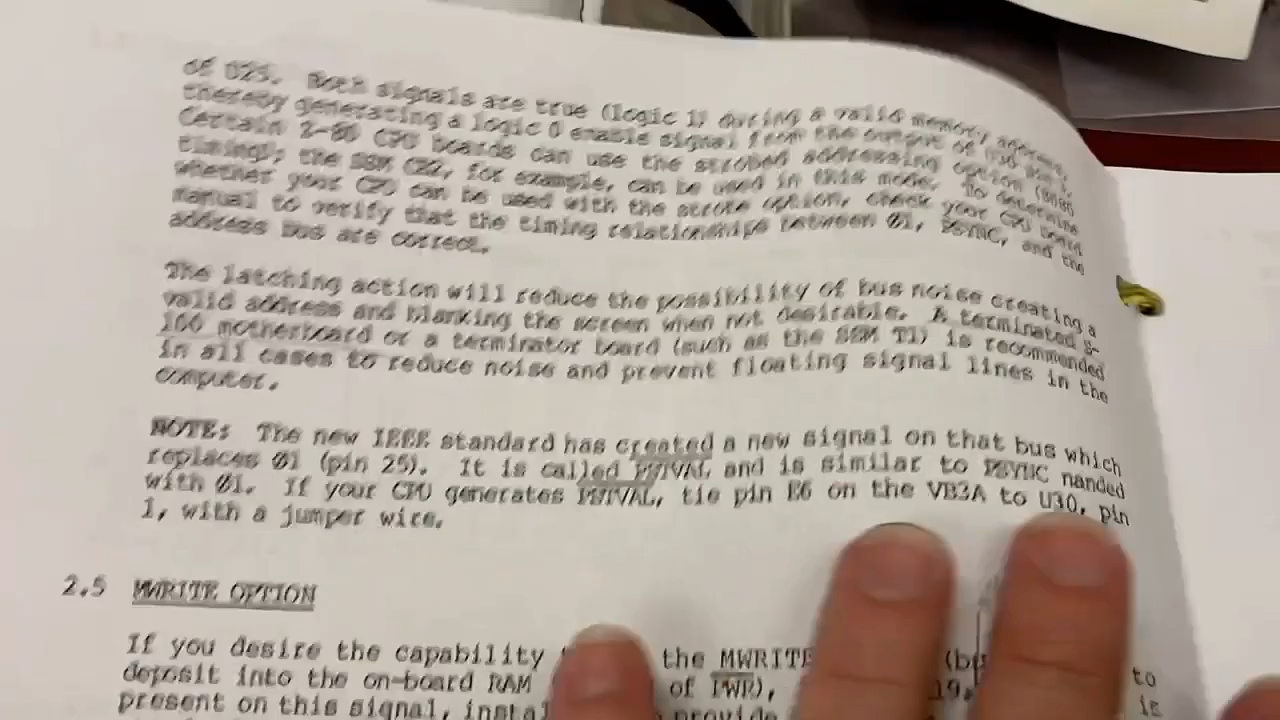 of U25. Both signals are true (logic 1) during a valid memory address,
thereby generating a logic 0 enable signal from the output of U30 pin
Certain Z-80 CPU boards can use the strobed addressing option (8080
timing); the SSM CB2, for example, can be used in this mode. To determine
whether your CPU can be used with the strobe option, check your CPU board
manual to verify that the timing relationships between Ø1, PSYNC, and the
address bus are correct.
The latching action will reduce the possibility of bus noise creating a
valid address and blanking the screen when not desirable. A terminated S-
100 motherboard or a terminator board (such as the SSM T1) is recommended
in all cases to reduce noise and prevent floating signal lines in the
computer.
NOTE: The new IEEE standard has created a new signal on that bus which
replaces Ø1 (pin 25). It is called PSTVAL and is similar to PSYNC nanded
with Ø1. If your CPU generates PSTVAL, tie pin E6 on the VB3A to U30, pin
1, with a jumper wire.
2.5 MWRITE OPTION
If you desire the capability the MWRITE to
deposit into the on-board RAM of PWR), 19,
present on this signal, provide is